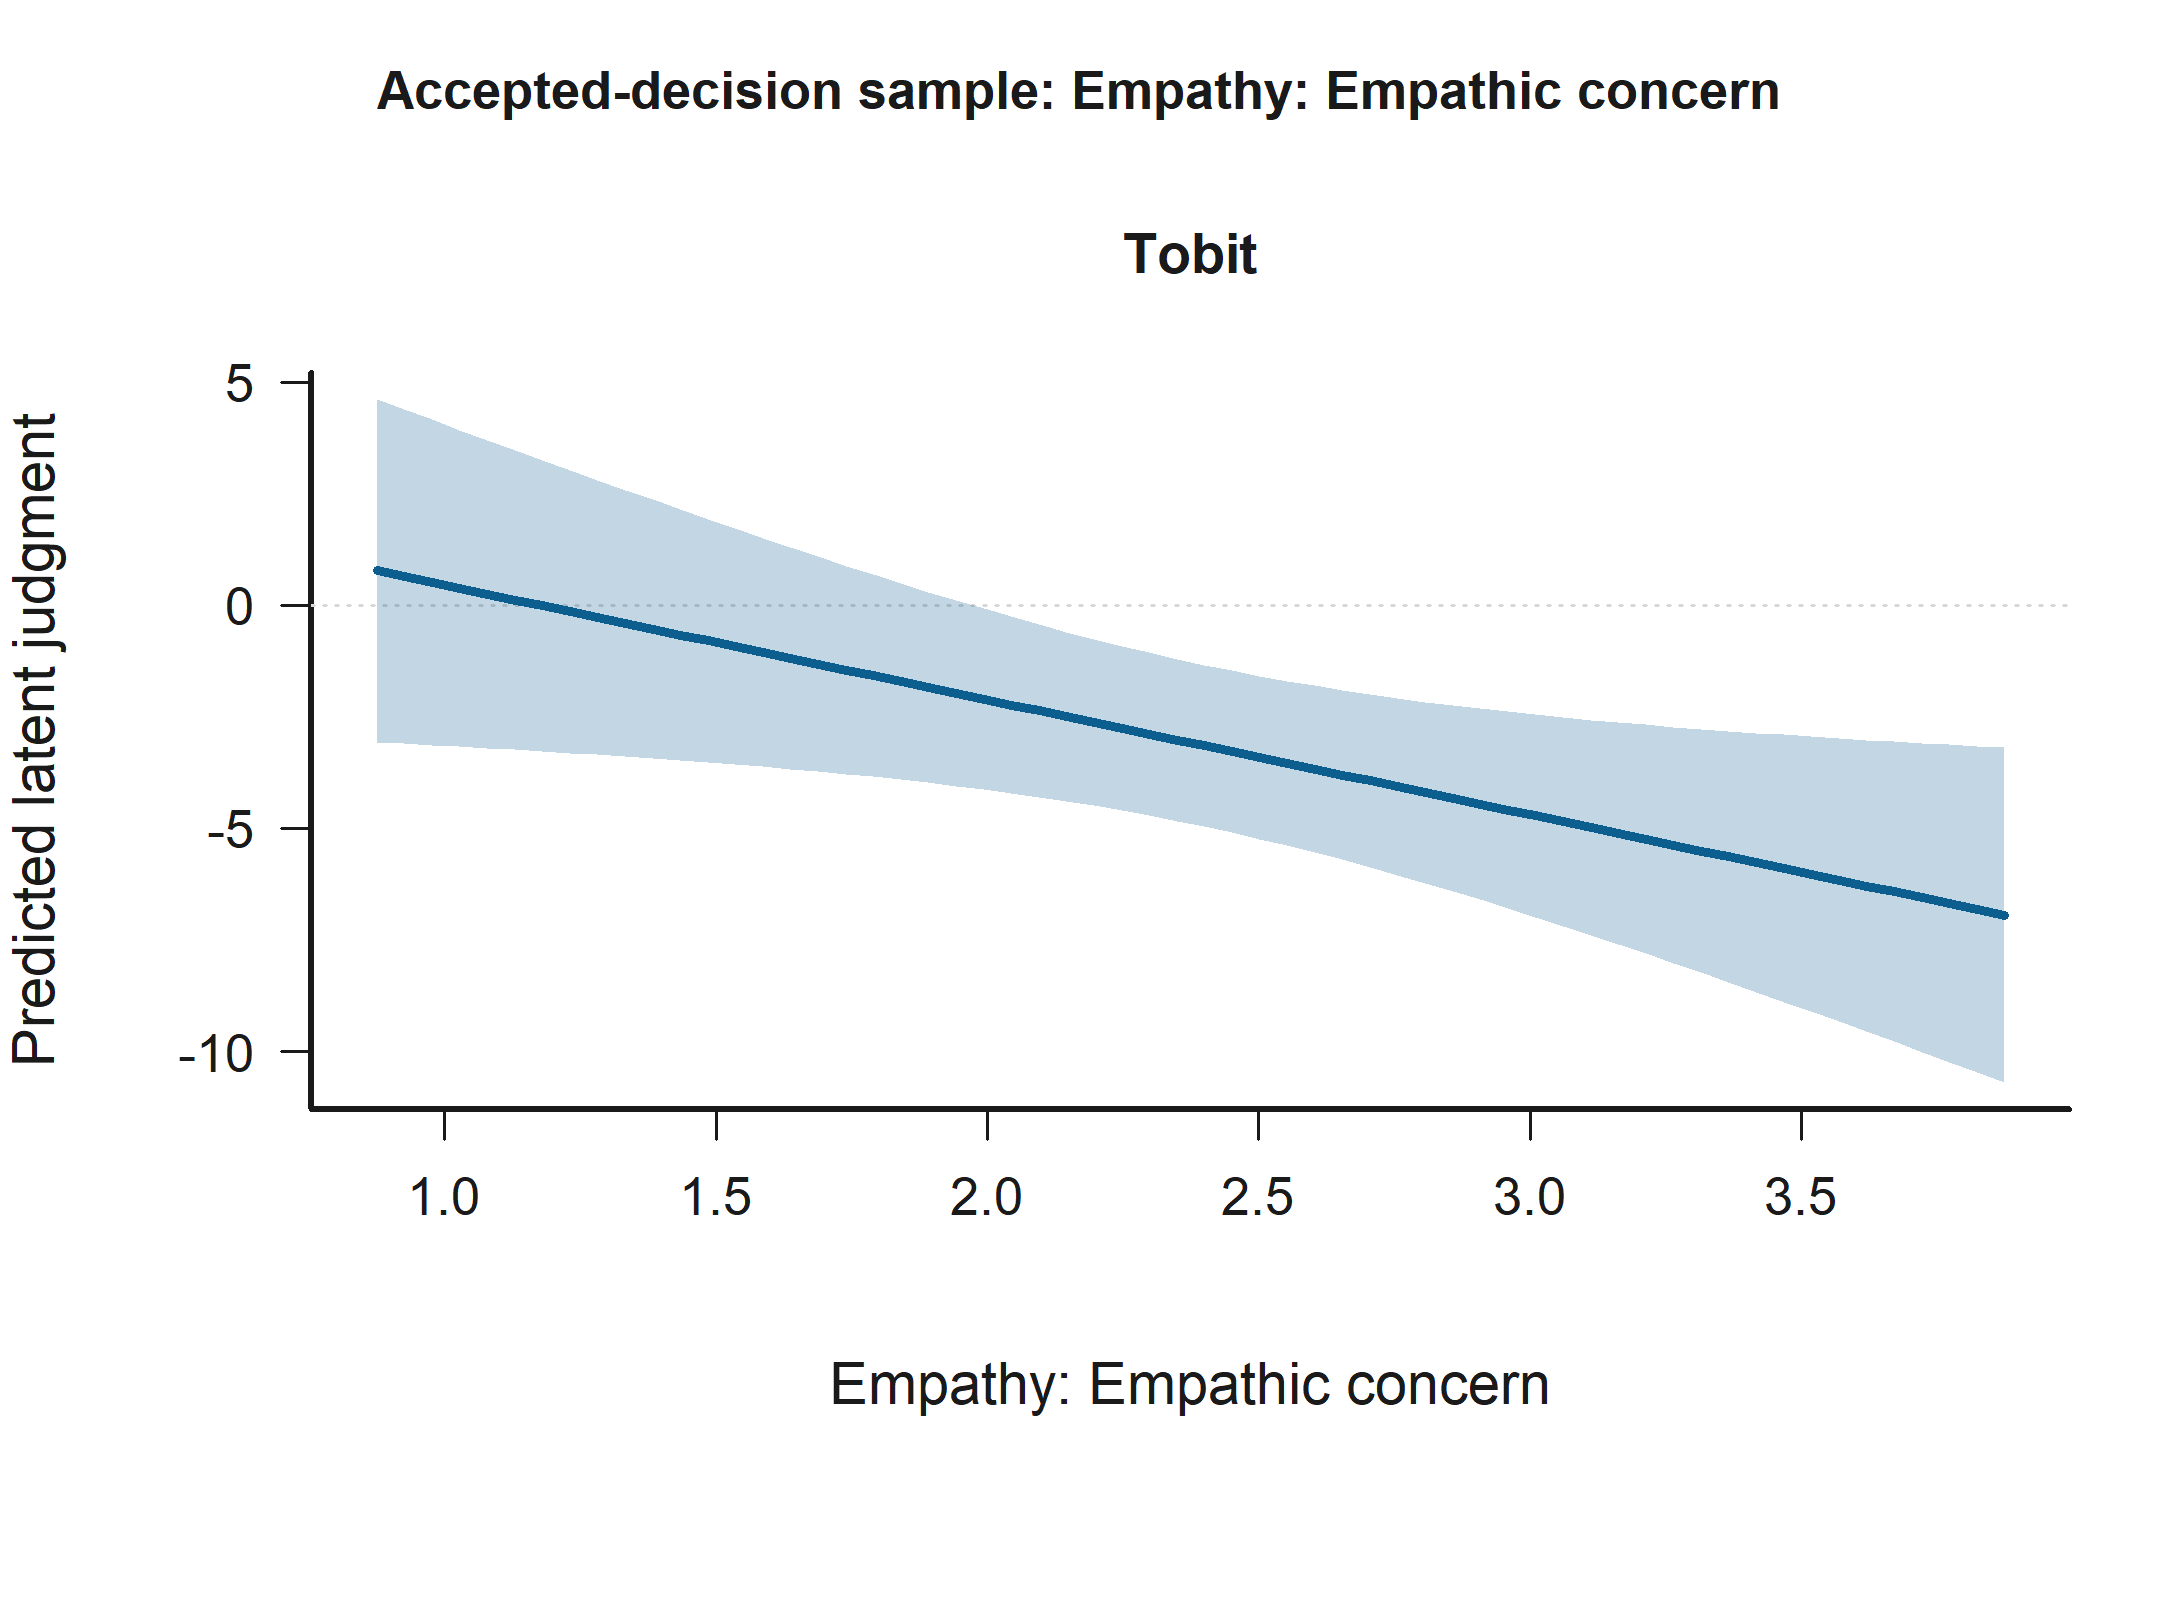 Accepted-decision sample: Empathy: Empathic concern
Tobit
Predicted latent judgment
5
0
-5
-10
1.0 1.5 2.0 2.5 3.0 3.5
Empathy: Empathic concern